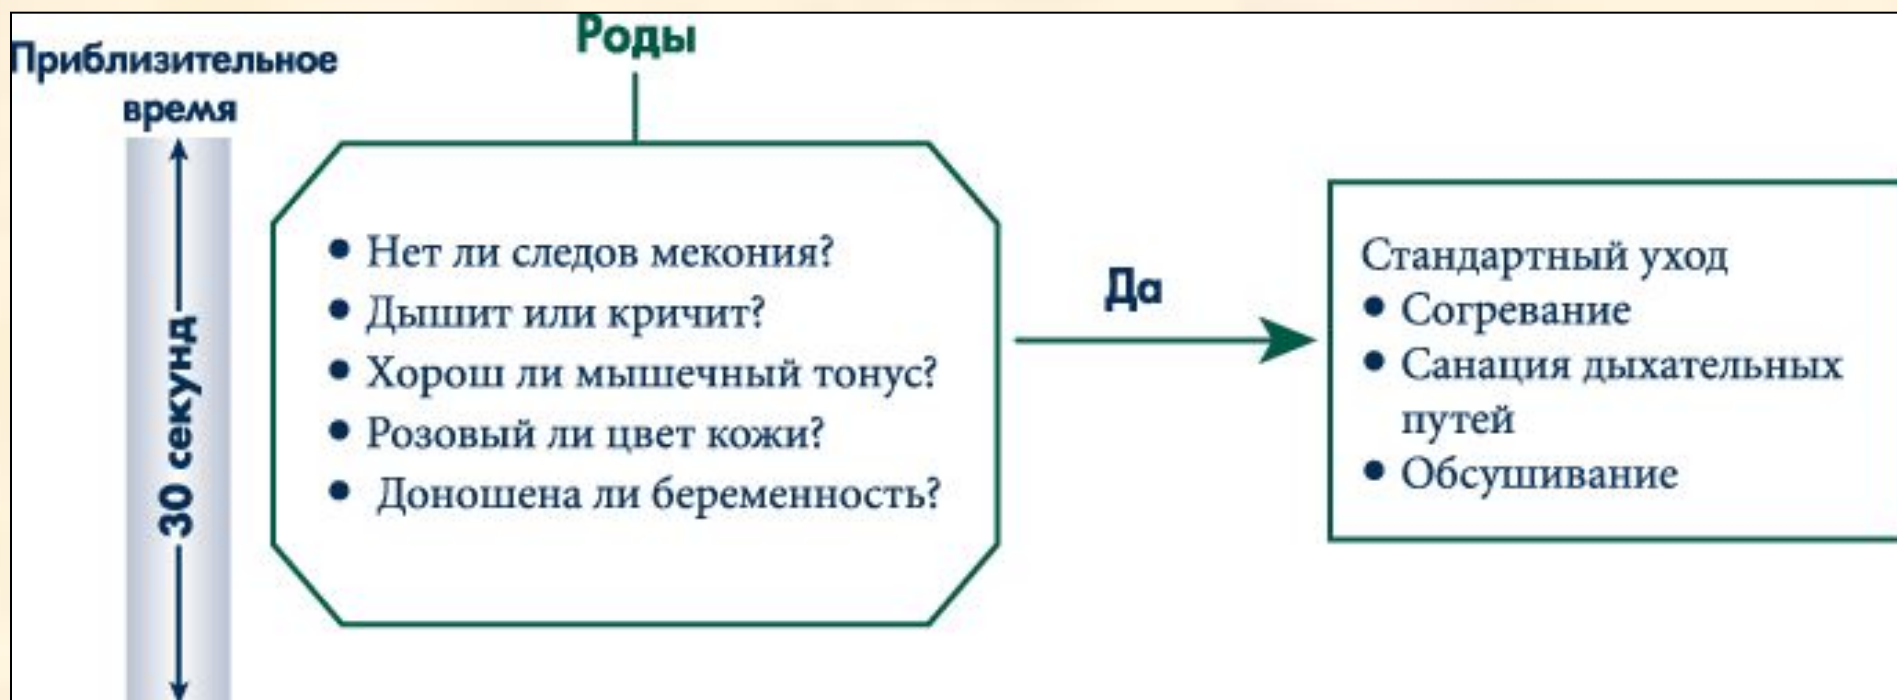 Роды
Приблизительное
время
30 секунд
● Нет ли следов мекония?
● Дышит или кричит?
● Хорош ли мышечный тонус?
● Розовый ли цвет кожи?
● Доношена ли беременность?
Да
Стандартный уход
● Согревание
● Санация дыхательных
путей
● Обсушивание